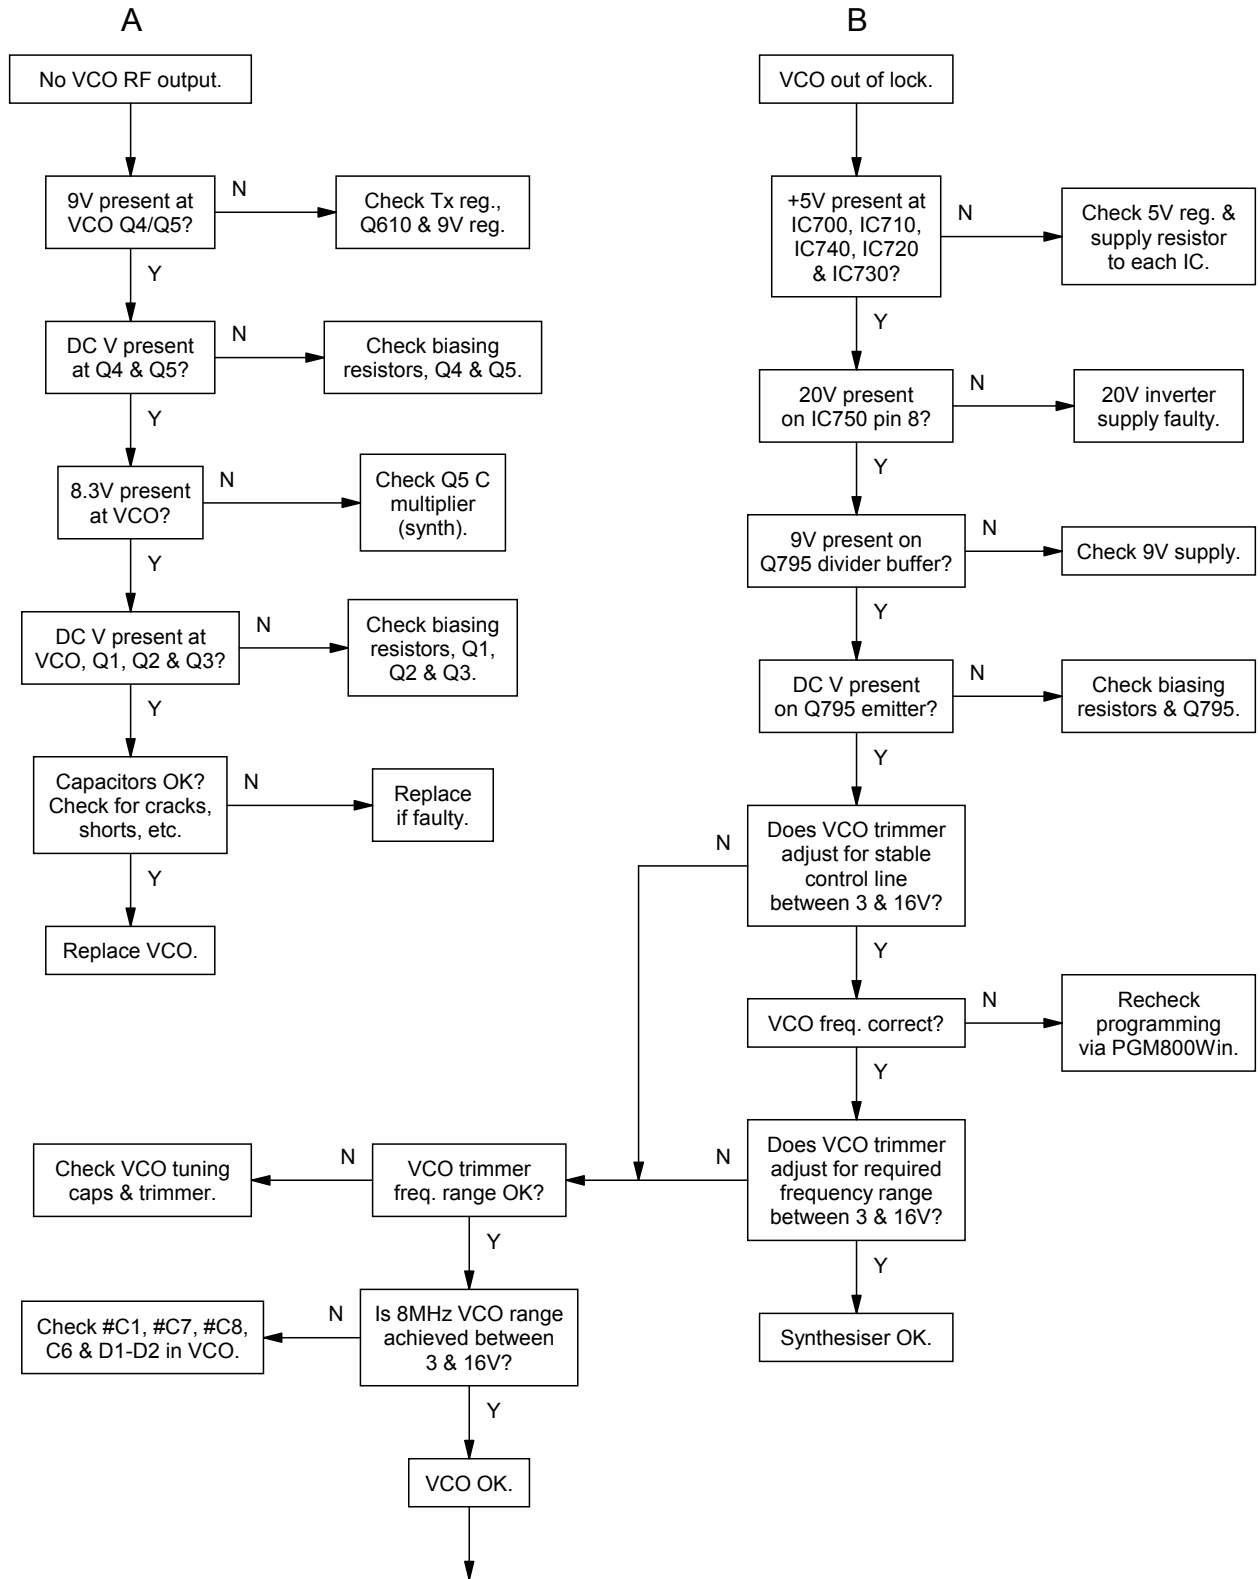 A
No VCO RF output.
9V present at
VCO Q4/Q5?
N
Check Tx reg.,
Q610 & 9V reg.
Y
DC V present
at Q4 & Q5?
N
Check biasing
resistors, Q4 & Q5.
Y
8.3V present
at VCO?
N
Check Q5 C
multiplier
(synth).
Y
DC V present at
VCO, Q1, Q2 & Q3?
N
Check biasing
resistors, Q1,
Q2 & Q3.
Y
Capacitors OK?
Check for cracks,
shorts, etc.
N
Replace
if faulty.
Y
Replace VCO.
B
VCO out of lock.
+5V present at
IC700, IC710,
IC740, IC720
& IC730?
N
Check 5V reg. &
supply resistor
to each IC.
Y
20V present
on IC750 pin 8?
N
20V inverter
supply faulty.
Y
9V present on
Q795 divider buffer?
N
Check 9V supply.
Y
DC V present
on Q795 emitter?
N
Check biasing
resistors & Q795.
Y
Does VCO trimmer
adjust for stable
control line
between 3 & 16V?
N
Y
VCO freq. correct?
N
Recheck
programming
via PGM800Win.
Y
Does VCO trimmer
adjust for required
frequency range
between 3 & 16V?
N
Y
Synthesiser OK.
VCO trimmer
freq. range OK?
N
Check VCO tuning
caps & trimmer.
Y
Is 8MHz VCO range
achieved between
3 & 16V?
N
Check #C1, #C7, #C8,
C6 & D1-D2 in VCO.
Y
VCO OK.